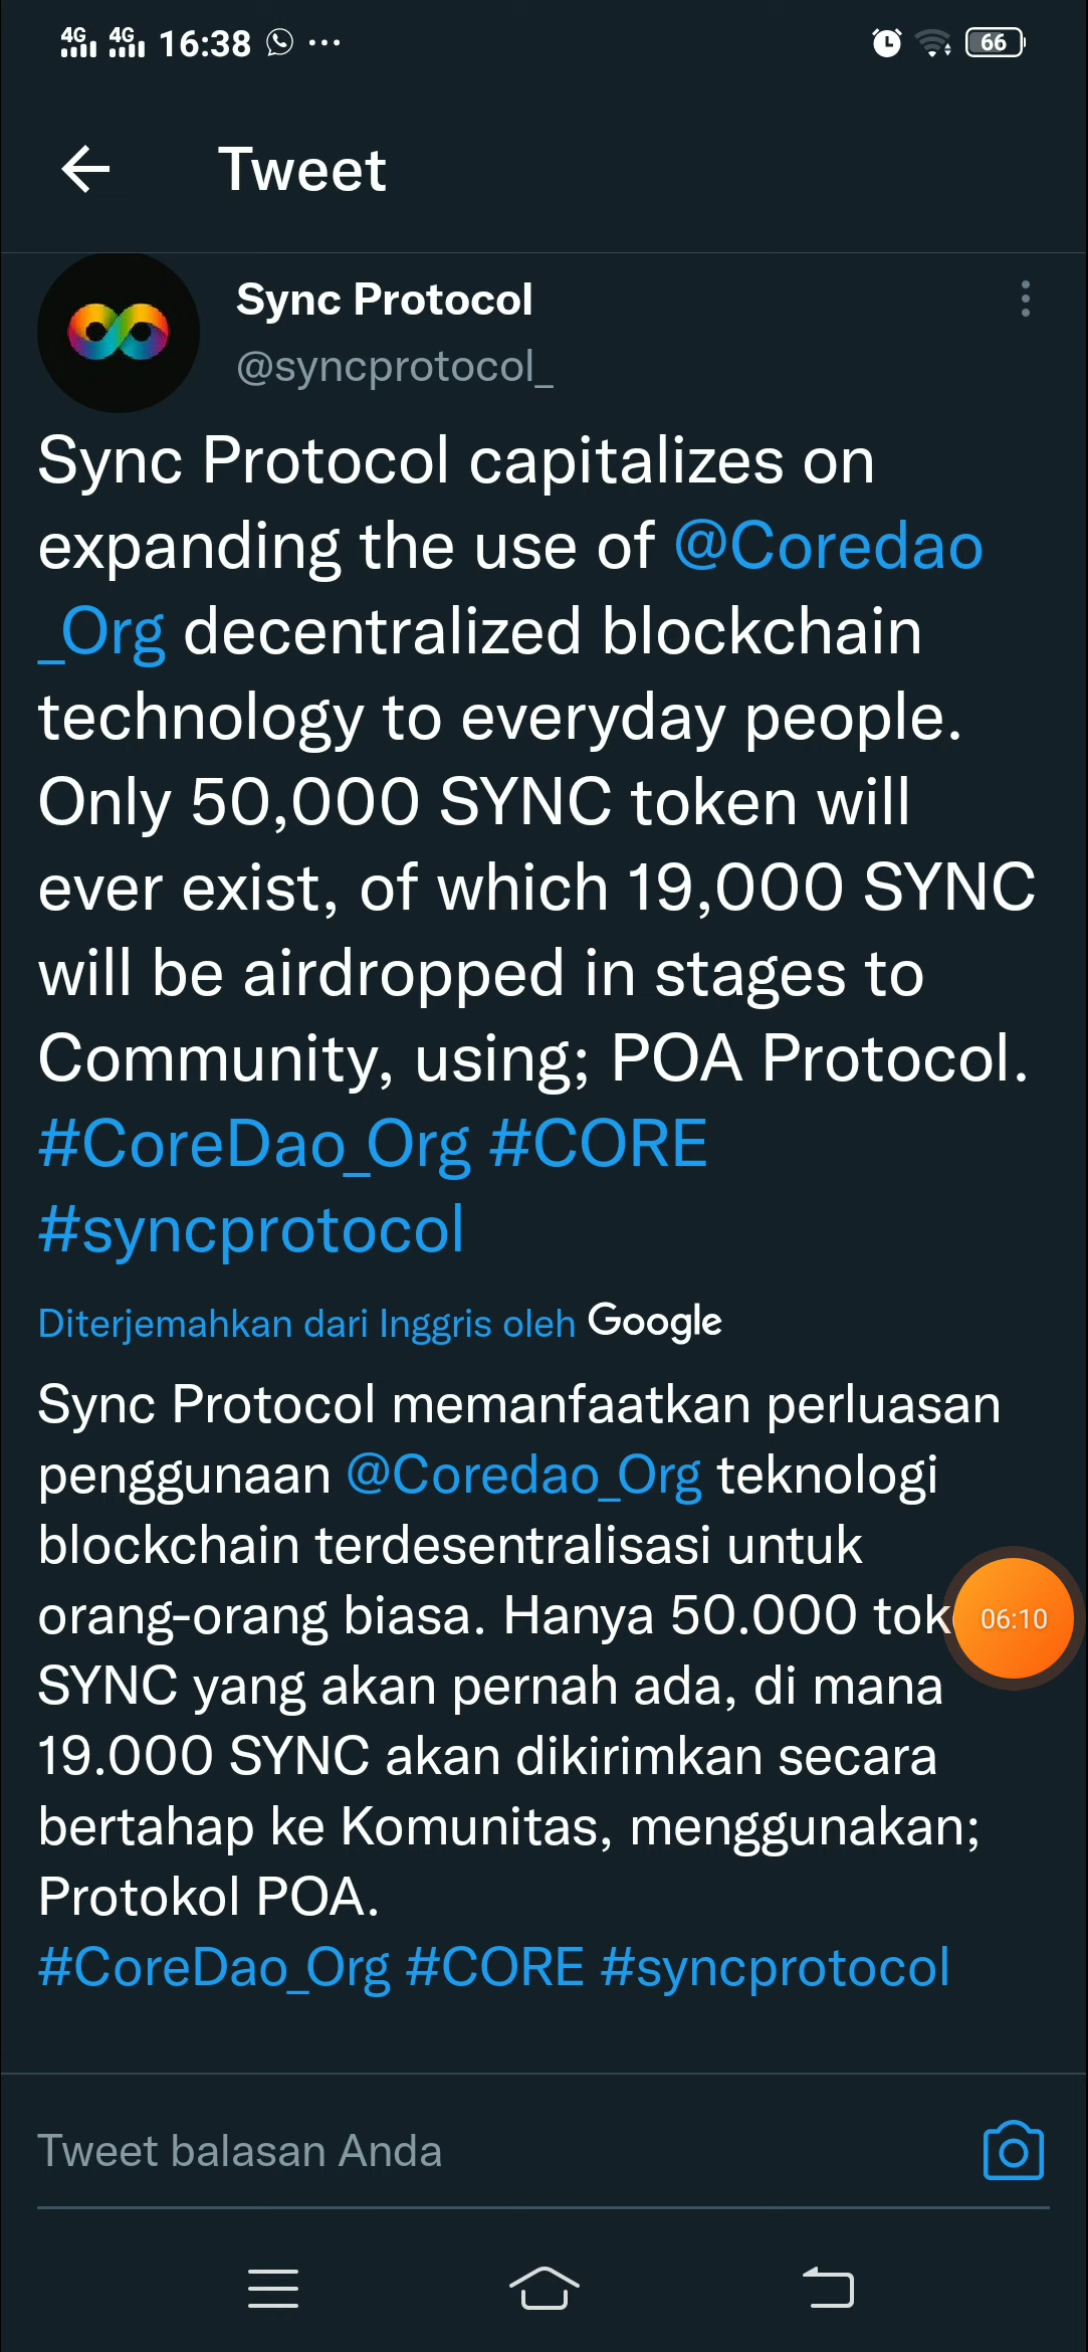 4G 4G 16:38 66
Tweet
Sync Protocol
@syncprotocol_
Sync Protocol capitalizes on
expanding the use of @Coredao
_Org decentralized blockchain
technology to everyday people.
Only 50,000 SYNC token will
ever exist, of which 19,000 SYNC
will be airdropped in stages to
Community, using; POA Protocol.
#CoreDao_Org #CORE
#syncprotocol
Diterjemahkan dari Inggris oleh Google
Sync Protocol memanfaatkan perluasan
penggunaan @Coredao_Org teknologi
blockchain terdesentralisasi untuk
orang-orang biasa. Hanya 50.000 tok
06:10
SYNC yang akan pernah ada, di mana
19.000 SYNC akan dikirimkan secara
bertahap ke Komunitas, menggunakan;
Protokol POA.
#CoreDao_Org #CORE #syncprotocol
Tweet balasan Anda